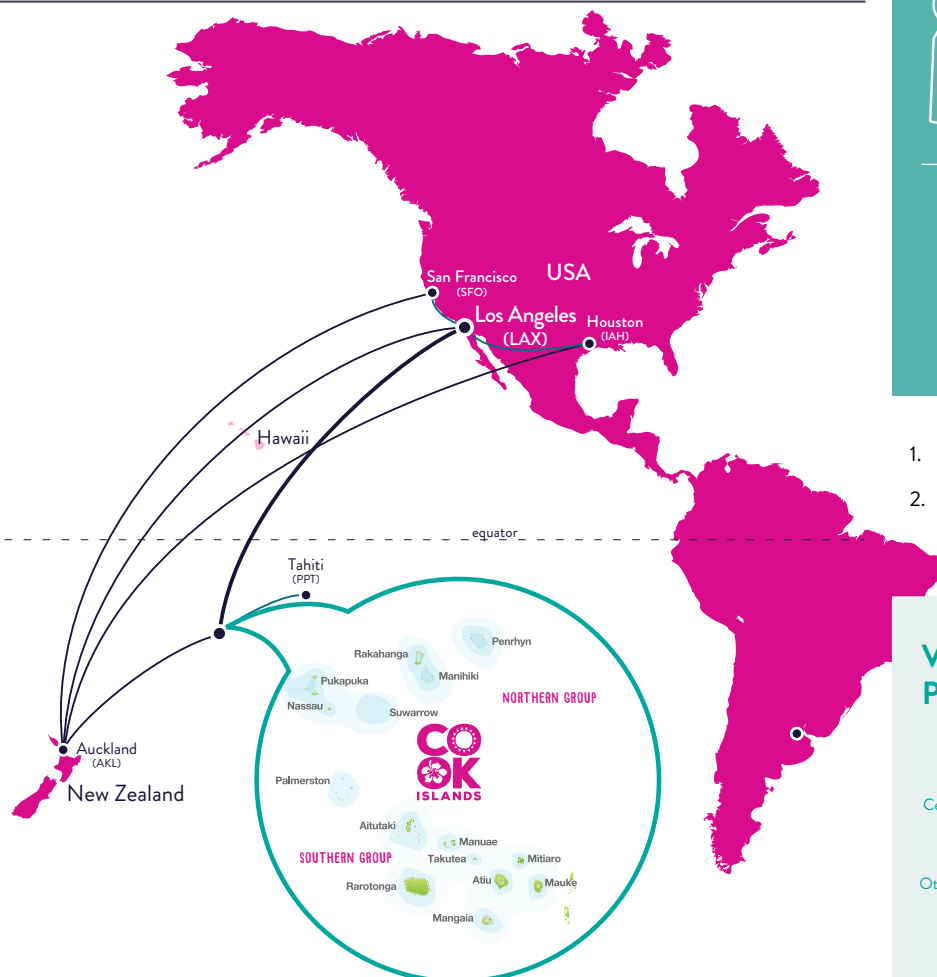 San Francisco
(SFO)
USA
Los Angeles
(LAX)
Houston
(IAH)
Hawaii
1.
2.
equator
Tahiti
(PPT)
Penrhyn
Rakahanga
Manihiki
Pukapuka
NORTHERN GROUP
Nassau
Suwarrow
COOK
ISLANDS
Auckland
(AKL)
New Zealand
Palmerston
Aitutaki
Manuae
SOUTHERN GROUP
Takutea
Mitiaro
Rarotonga
Atiu
Mauke
Mangaia